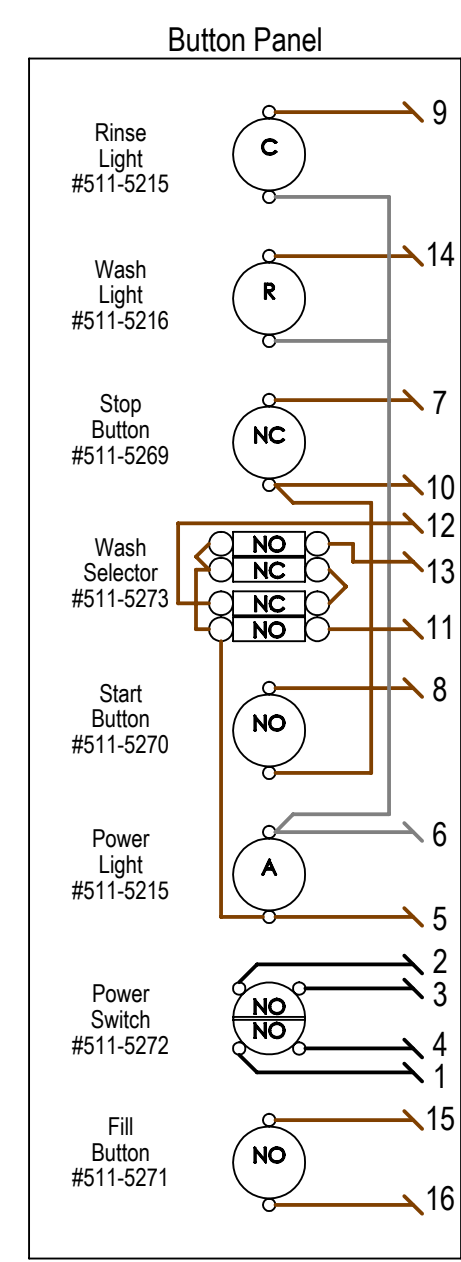 Button Panel
Rinse
Light
#511-5215
C
9
Wash
Light
#511-5216
R
14
Stop
Button
#511-5269
NC
7
10
12
Wash
Selector
#511-5273
NO
NC
NC
NO
13
11
Start
Button
#511-5270
NO
8
Power
Light
#511-5215
A
6
5
Power
Switch
#511-5272
NO
NO
2
3
4
1
Fill
Button
#511-5271
NO
15
16